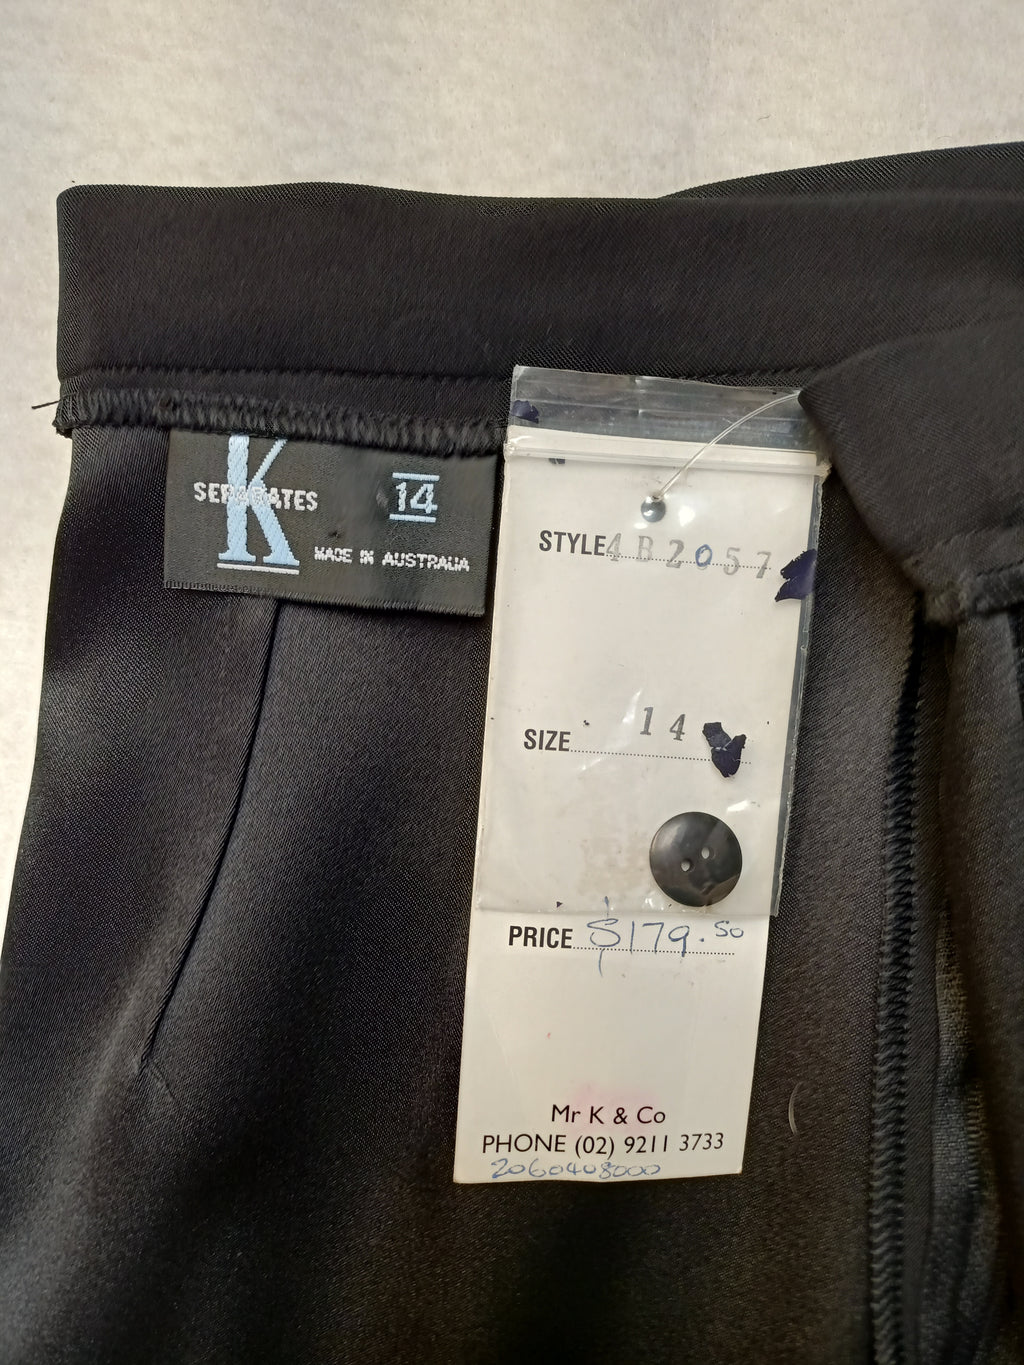 K
SEPARATES
14
MADE IN AUSTRALIA
STYLE 4B2057
SIZE 14
PRICE $179.50
Mr K & Co
PHONE (02) 9211 3733
2060408000